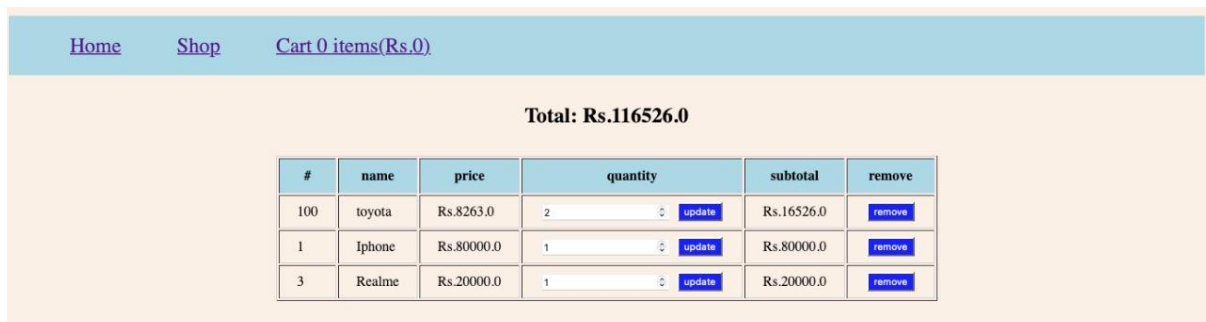 Home Shop Cart 0 items(Rs.0)
Total: Rs.116526.0
# name price quantity subtotal remove
100 toyota Rs.8263.0 2 update Rs.16526.0 remove
1 Iphone Rs.80000.0 1 update Rs.80000.0 remove
3 Realme Rs.20000.0 1 update Rs.20000.0 remove